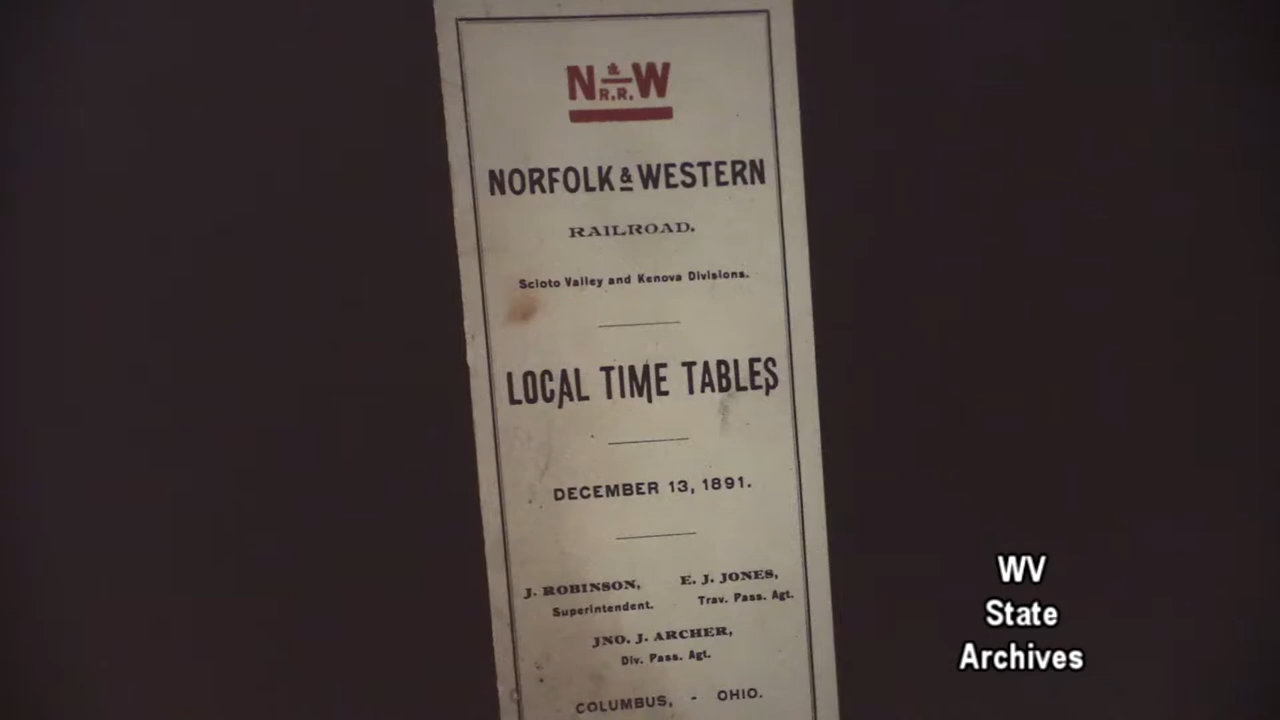 N & W
R.R.
NORFOLK & WESTERN
RAILROAD.
Scioto Valley and Kenova Divisions.
LOCAL TIME TABLES
DECEMBER 13, 1891.
J. ROBINSON,
Superintendent.
E. J. JONES,
Trav. Pass. Agt.
JNO. J. ARCHER,
Div. Pass. Agt.
COLUMBUS, - OHIO.
WV
State
Archives